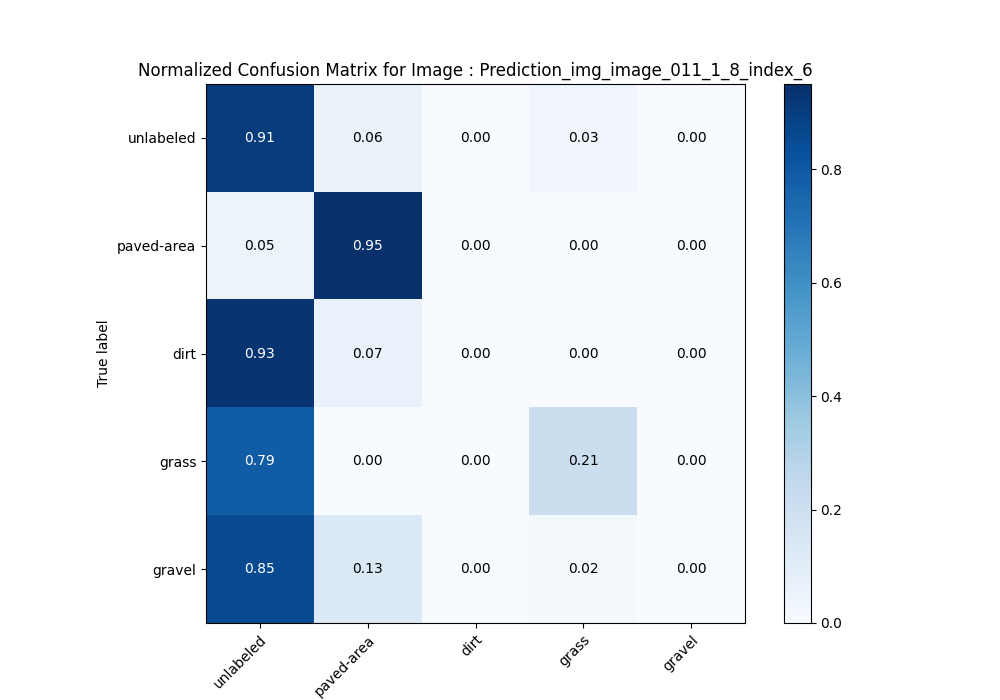 Normalized Confusion Matrix for Image : Prediction_img_image_011_1_8_index_6
unlabeled 0.91 0.06 0.00 0.03 0.00
paved-area 0.05 0.95 0.00 0.00 0.00
dirt 0.93 0.07 0.00 0.00 0.00
grass 0.79 0.00 0.00 0.21 0.00
gravel 0.85 0.13 0.00 0.02 0.00
True label
unlabeled paved-area dirt grass gravel
0.8
0.6
0.4
0.2
0.0